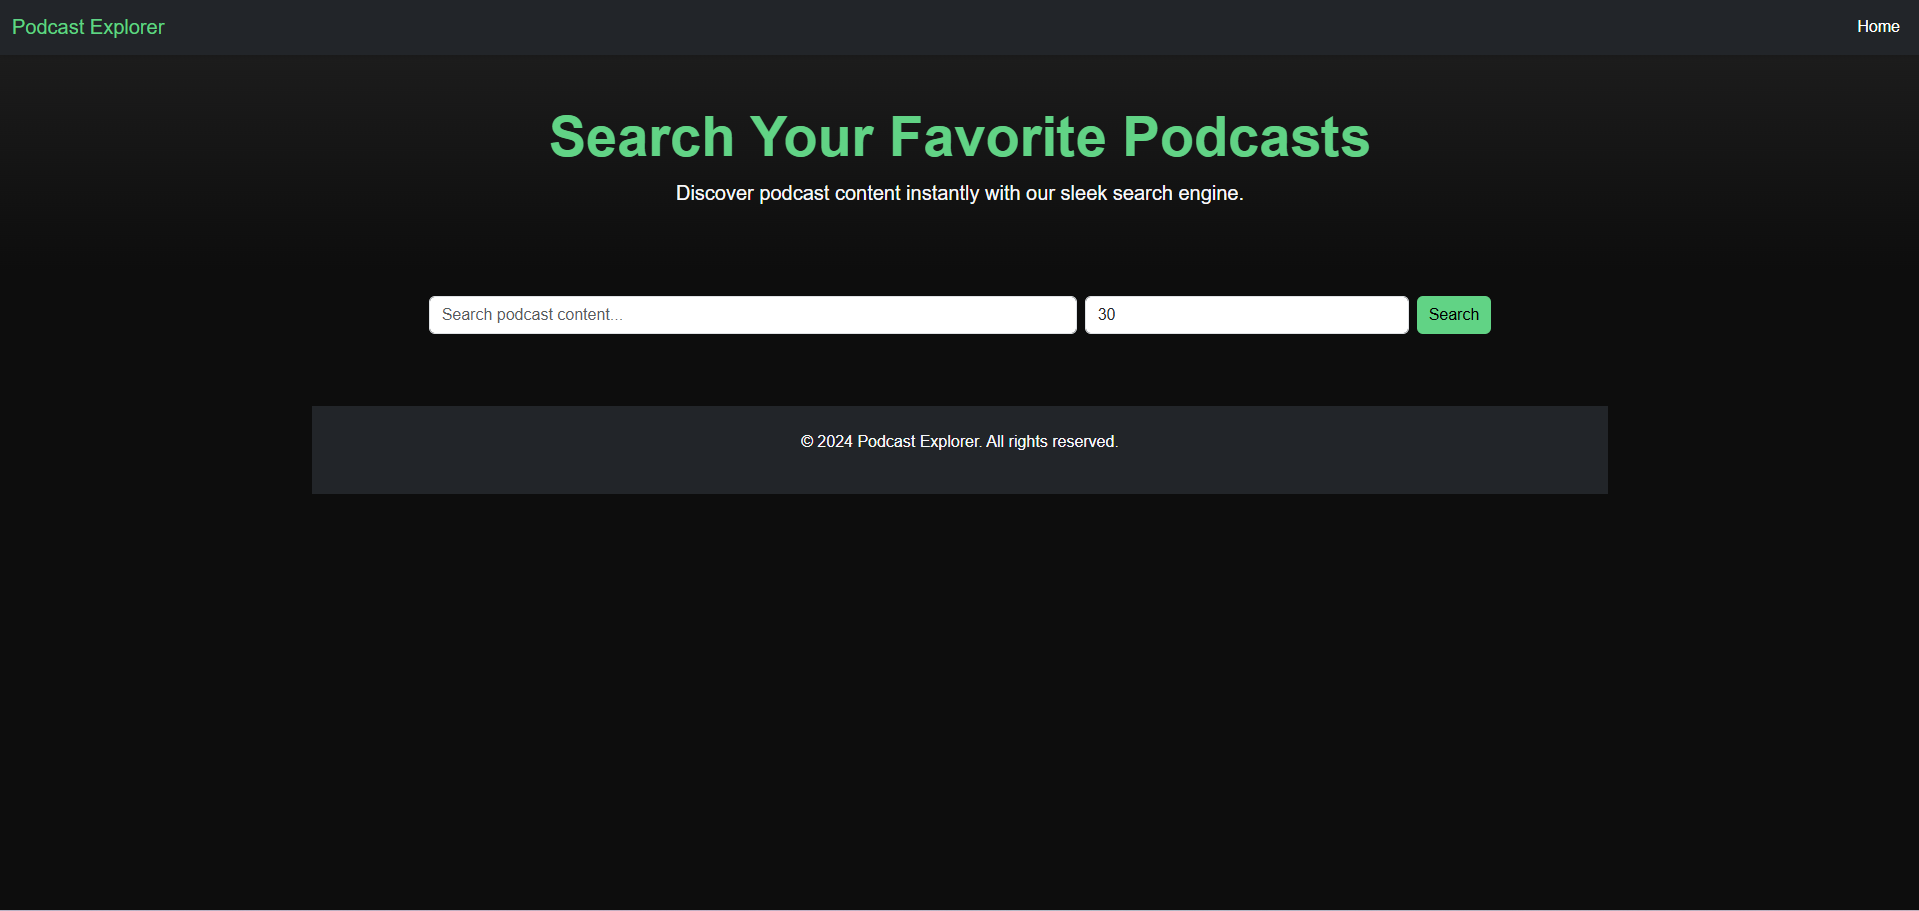 Podcast Explorer
Home
Search Your Favorite Podcasts
Discover podcast content instantly with our sleek search engine.
Search podcast content...
30
Search
© 2024 Podcast Explorer. All rights reserved.